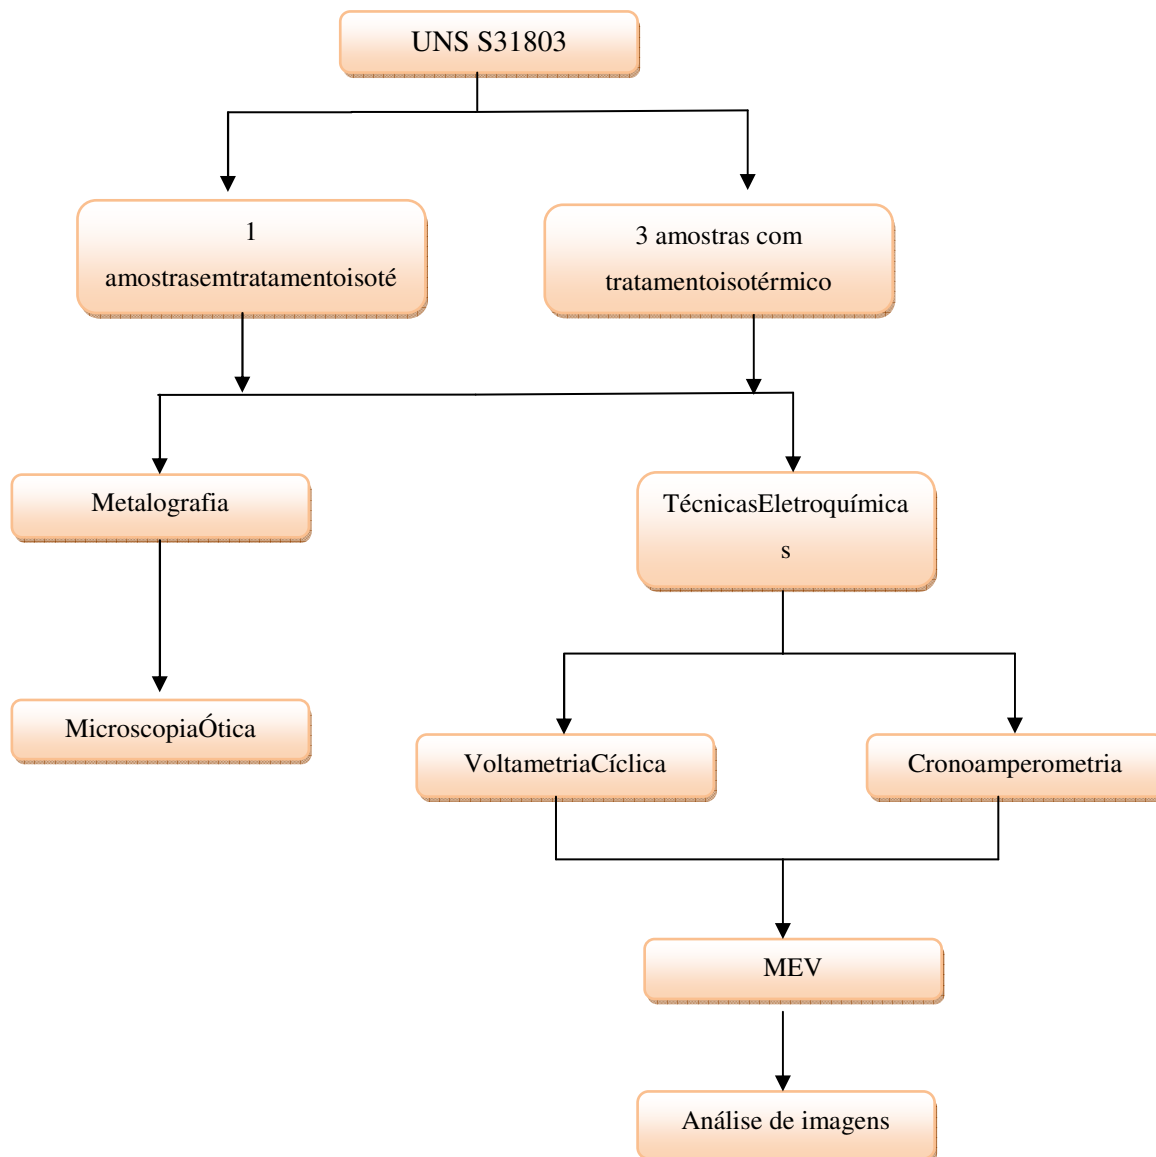 UNS S31803
1
amostrasemtratamentoisoté
3 amostras com
tratamentoisotérmico
Metalografia
TécnicasEletroquímica
s
MicroscopiaÓtica
VoltametriaCíclica
Cronoamperometria
MEV
Análise de imagens